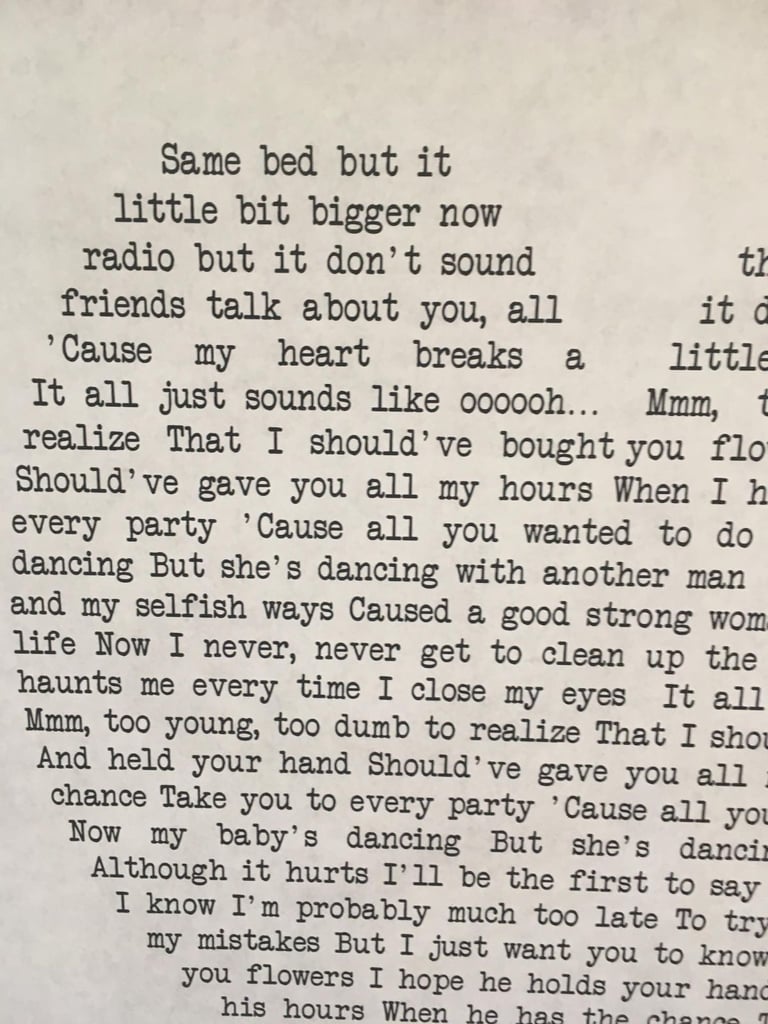 Same bed but it
little bit bigger now
radio but it don't sound
friends talk about you, all it
'Cause my heart breaks a little
It all just sounds like oooooh... Mmm,
realize That I should've bought you
Should've gave you all my hours When I
every party 'Cause all you wanted to do
dancing But she's dancing with another man
and my selfish ways Caused a good strong
life Now I never, never get to clean up the
haunts me every time I close my eyes It all
Mmm, too young, too dumb to realize That I
And held your hand Should've gave you all
chance Take you to every party 'Cause all
Now my baby's dancing But she's
Although it hurts I'll be the first to say
I know I'm probably much too late To try
my mistakes But I just want you to know
you flowers I hope he holds your
his hours When he has the chance